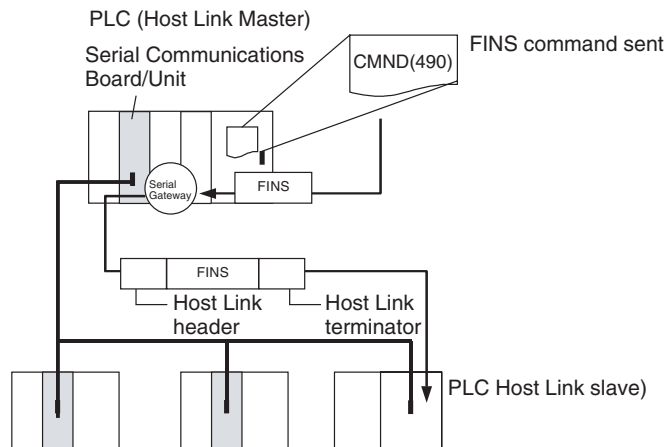 PLC (Host Link Master)
Serial Communications
Board/Unit
FINS command sent
CMND(490)
Serial
Gateway
FINS
FINS
Host Link
header
Host Link
terminator
PLC Host Link slave)